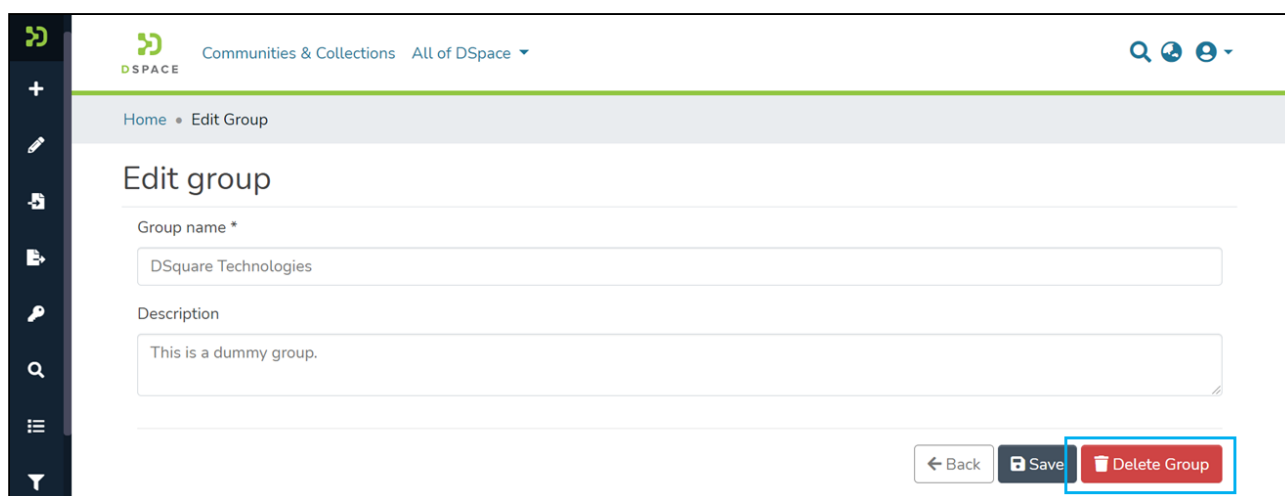 DSPACE
Communities & Collections All of DSpace
Home • Edit Group
Edit group
Group name *
DSquare Technologies
Description
This is a dummy group.
Back Save Delete Group